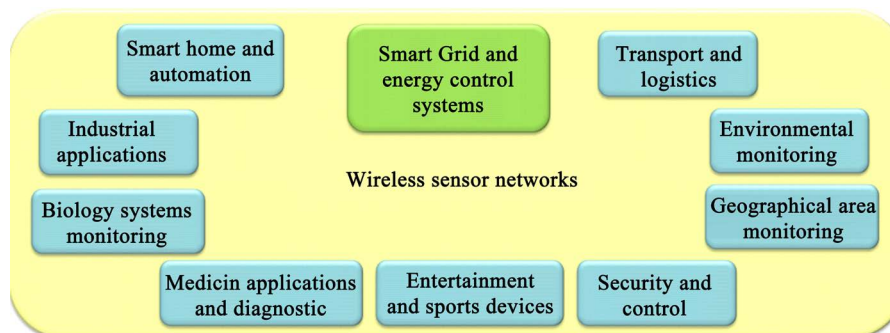 Smart home and
automation
Smart Grid and
energy control
systems
Transport and
logistics
Industrial
applications
Environmental
monitoring
Wireless sensor networks
Biology systems
monitoring
Geographical area
monitoring
Medicin applications
and diagnostic
Entertainment
and sports devices
Security and
control